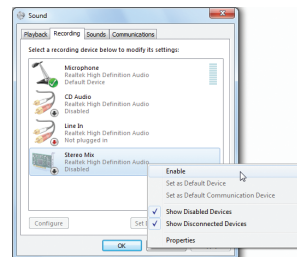 Sound
Playback Recording Sounds Communications
Select a recording device below to modify its settings:
Microphone
Realtek High Definition Audio
Default Device
CD Audio
Realtek High Definition Audio
Disabled
Line In
Realtek High Definition Audio
Not plugged in
Stereo Mix
Realtek High Definition Audio
Disabled
Enable
Set as Default Device
Set as Default Communication Device
Show Disabled Devices
Show Disconnected Devices
Properties
Configure Set
OK